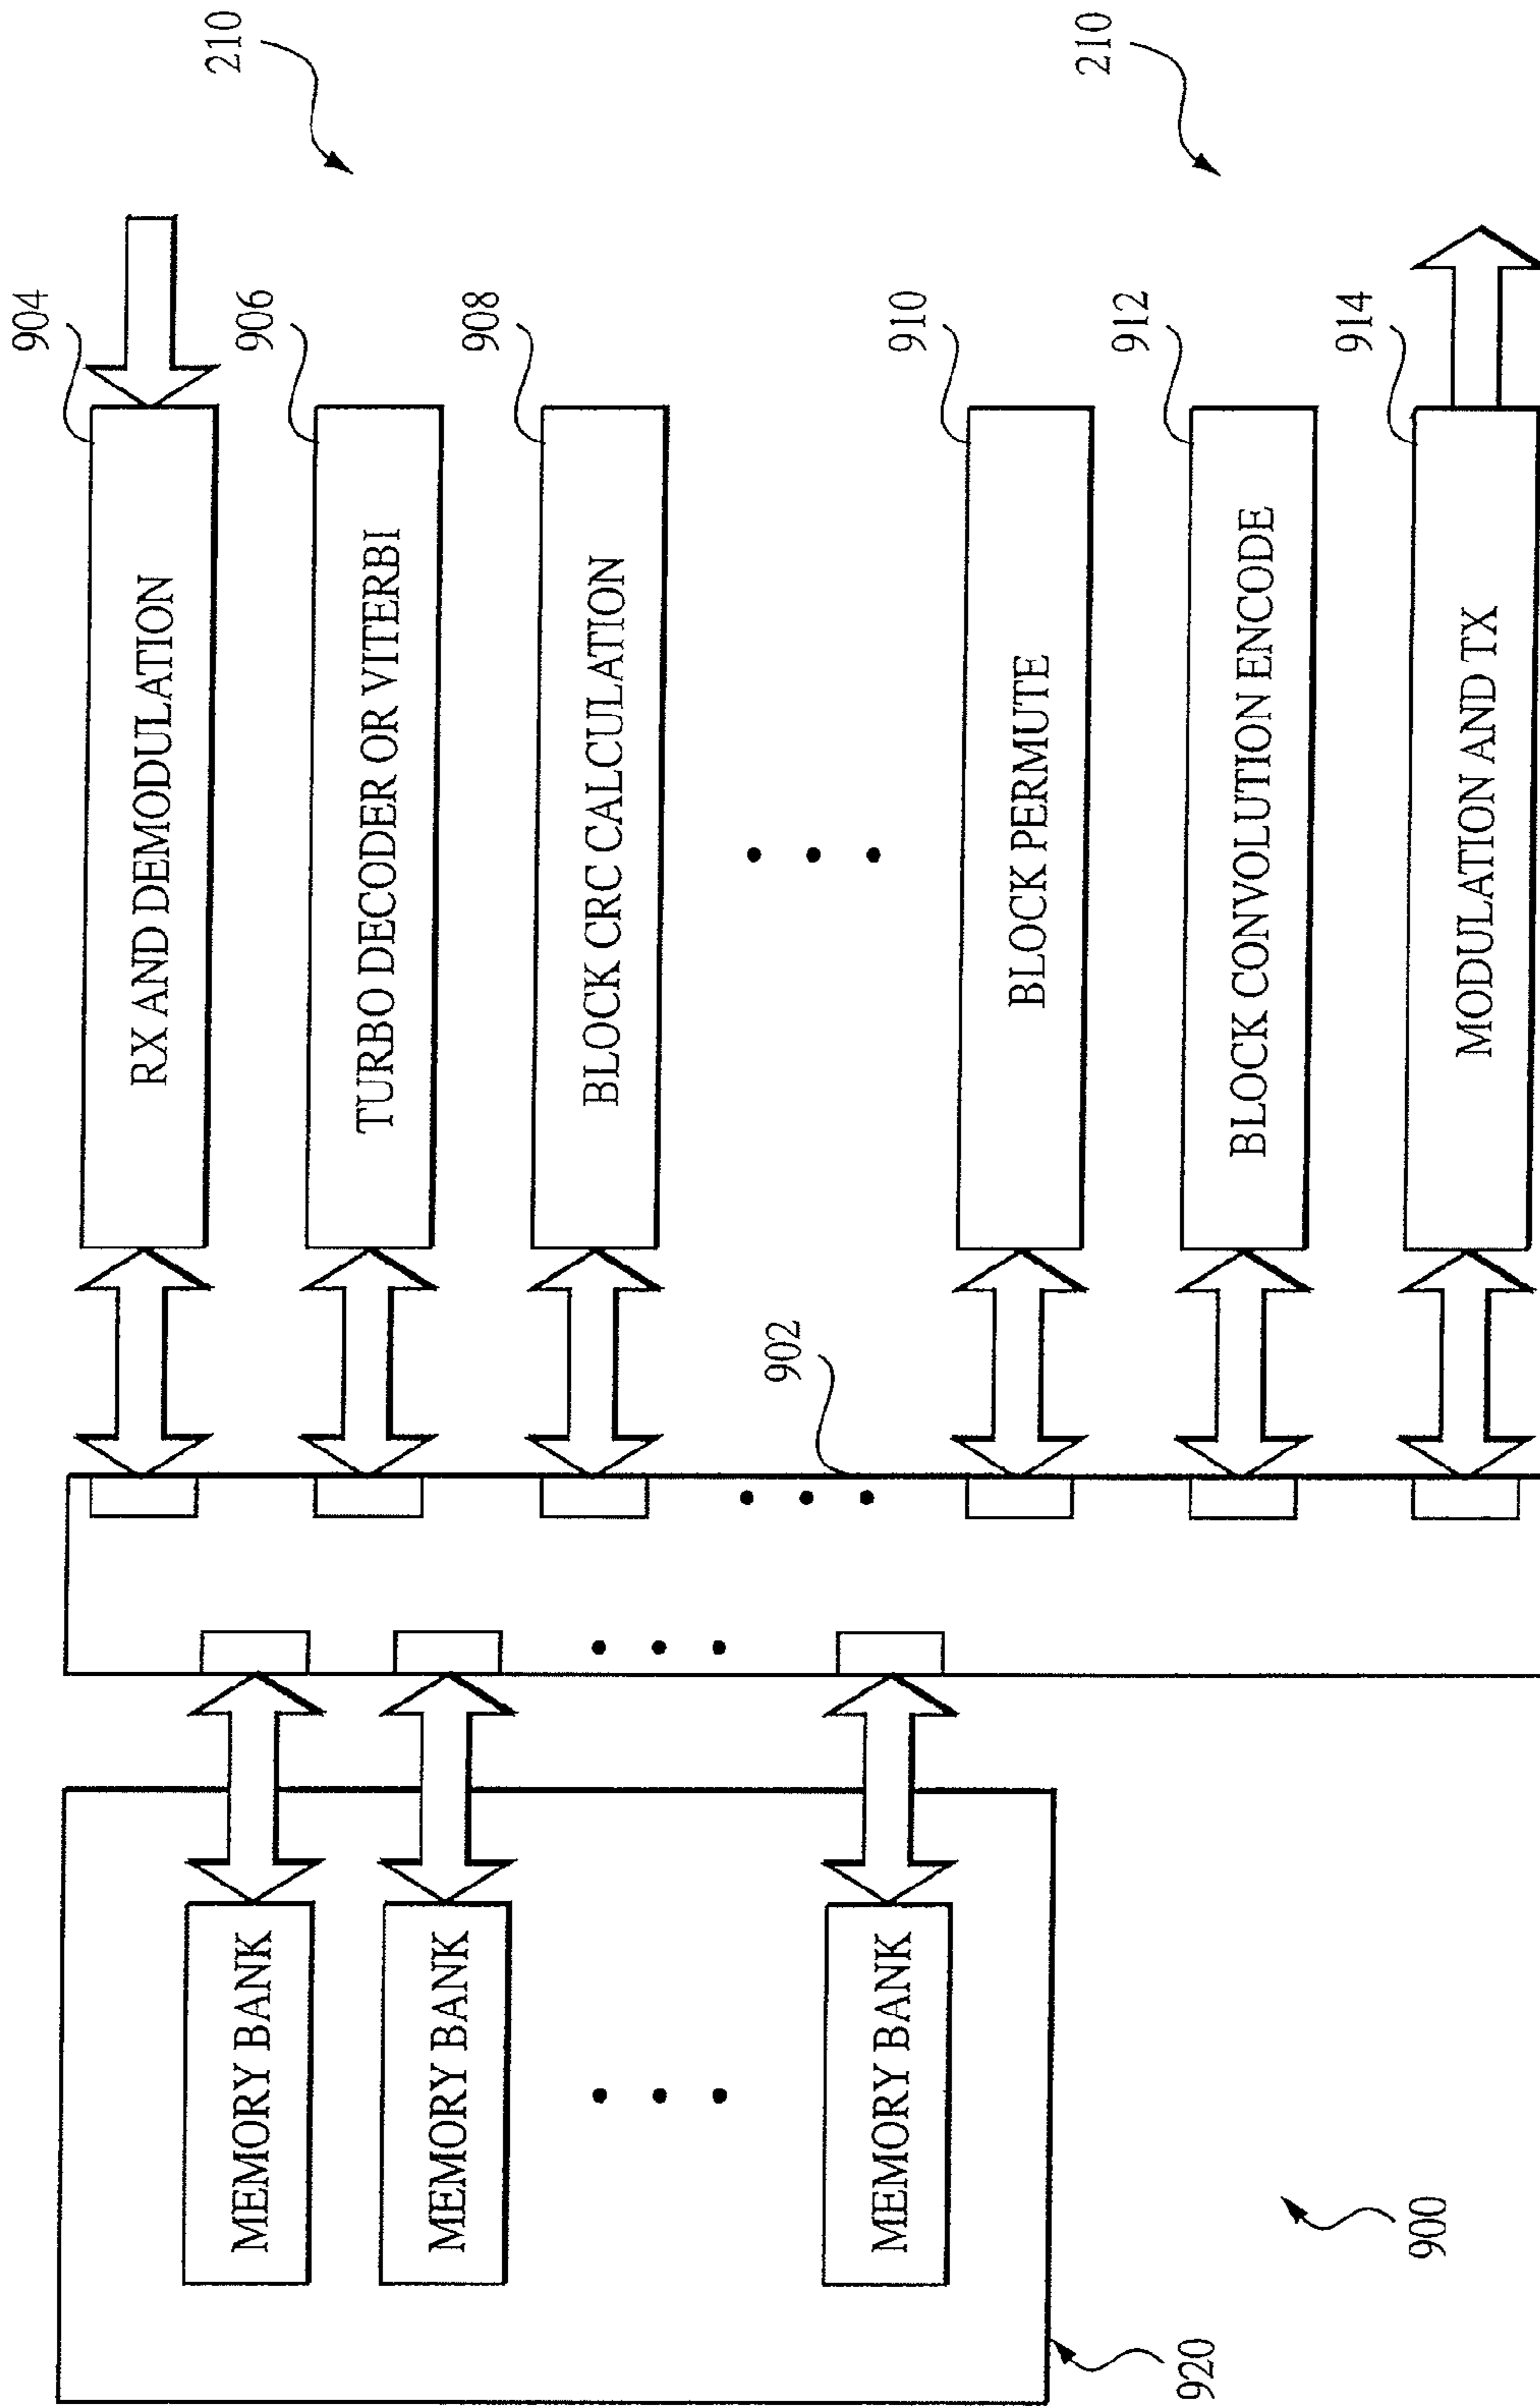 904
RX AND DEMODULATION
210
906
TURBO DECODER OR VITERBI
908
BLOCK CRC CALCULATION
MEMORY BANK
MEMORY BANK
902
MEMORY BANK
910
BLOCK PERMUTE
912
BLOCK CONVOLUTION ENCODE
210
914
MODULATION AND TX
920
900